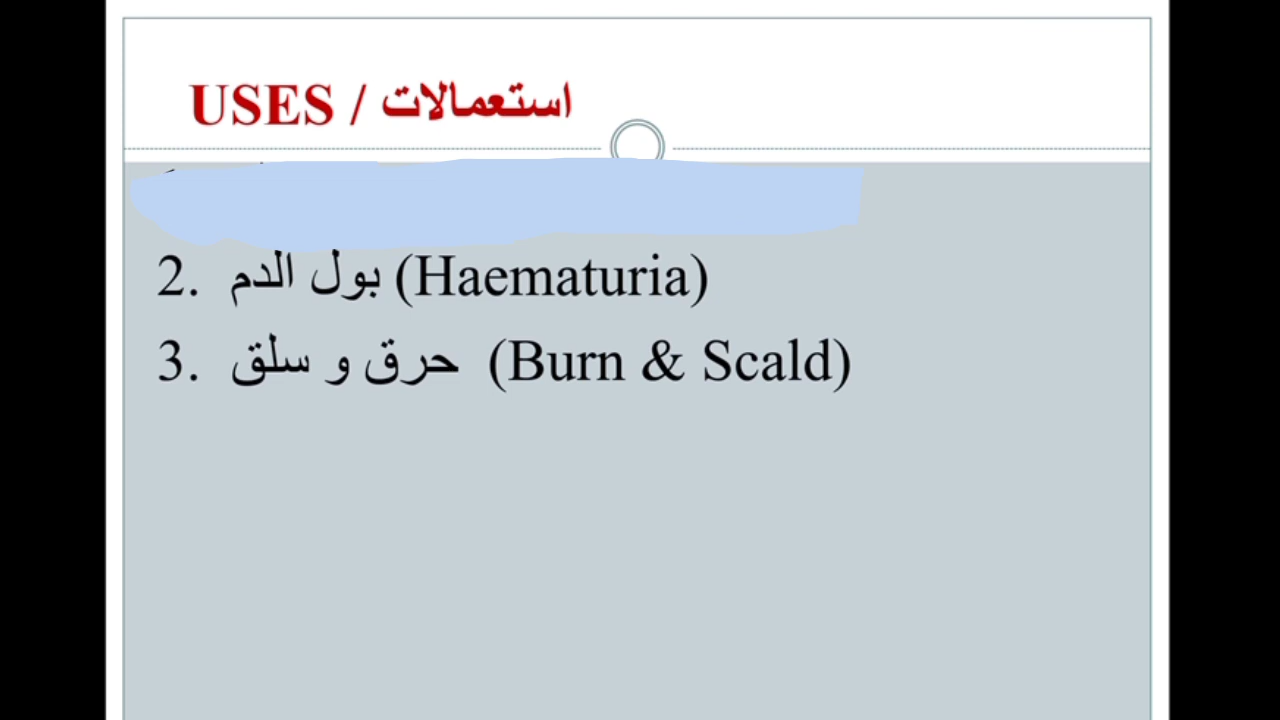 USES / استعمالات
2. بول الدم (Haematuria)
3. حرق و سلق (Burn & Scald)